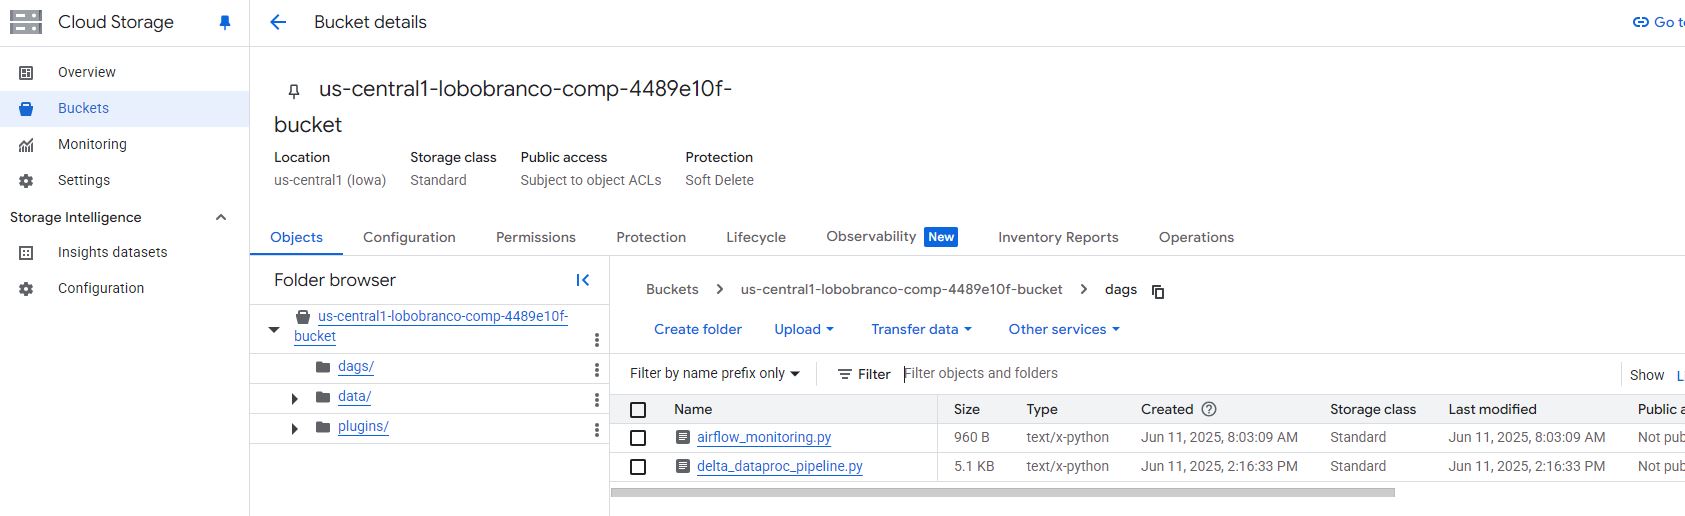 Cloud Storage
Bucket details
Go to
Overview
Buckets
Monitoring
Settings
Storage Intelligence
Insights datasets
Configuration
us-central1-lobobranco-comp-4489e10f-
bucket
Location Storage class Public access Protection
us-central1 (Iowa) Standard Subject to object ACLs Soft Delete
Objects Configuration Permissions Protection Lifecycle Observability New Inventory Reports Operations
Folder browser
us-central1-lobobranco-comp-4489e10f-
bucket
dags/
data/
plugins/
Buckets > us-central1-lobobranco-comp-4489e10f-bucket > dags
Create folder Upload Transfer data Other services
Filter by name prefix only Filter Filter objects and folders Show
Name Size Type Created Storage class Last modified Public a
airflow_monitoring.py 960 B text/x-python Jun 11, 2025, 8:03:09 AM Standard Jun 11, 2025, 8:03:09 AM Not pub
delta_dataproc_pipeline.py 5.1 KB text/x-python Jun 11, 2025, 2:16:33 PM Standard Jun 11, 2025, 2:16:33 PM Not pub